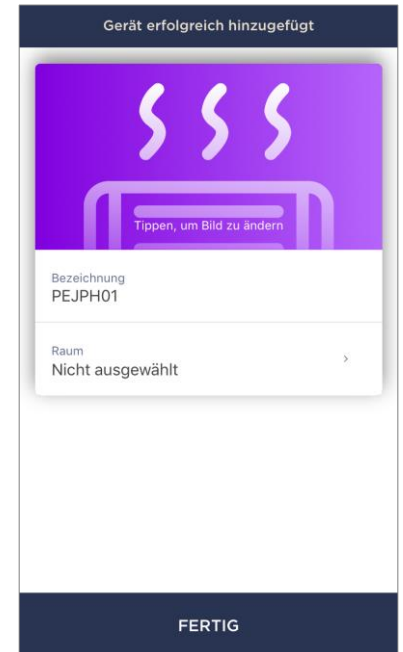 Gerät erfolgreich hinzugefügt
Tippen, um Bild zu ändern
Bezeichnung
PEJPH01
Raum
Nicht ausgewählt
FERTIG